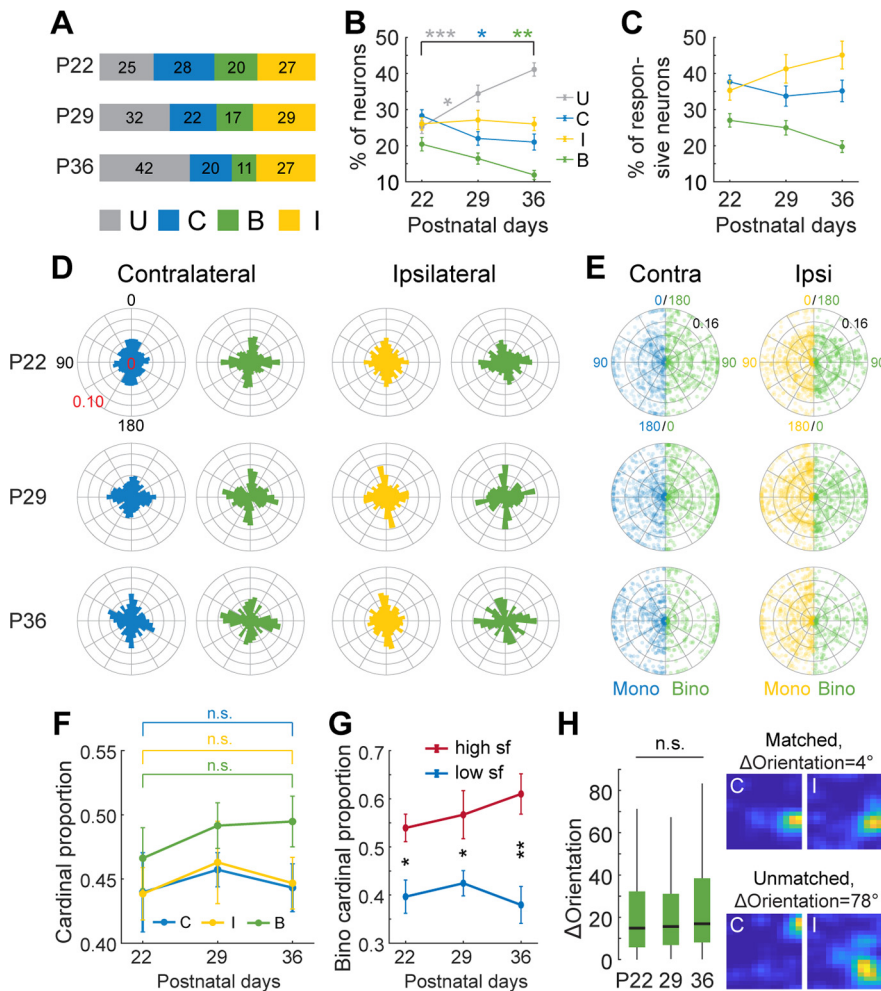 A
P22
25 28 20 27
P29
32 22 17 29
P36
42 20 11 27
U C B I
B
*** * **
*
% of neurons
50
40
30
20
10
22 29 36
Postnatal days
U
C
I
B
C
% of respon-
sive neurons
50
40
30
20
10
22 29 36
Postnatal days
D
Contralateral Ipsilateral
0
P22 90 0
0.10
180
P29
P36
E
Contra Ipsi
0/180 0/180
0.16 0.16
90 90 90 90
180/0 180/0
Mono Bino Mono Bino
F
n.s.
n.s.
n.s.
Cardinal proportion
0.55
0.50
0.45
0.40
C I B
22 29 36
Postnatal days
G
high sf
low sf
Bino cardinal proportion
0.7
0.6
0.5
0.4
0.3
* * **
22 29 36
Postnatal days
H
n.s.
ΔOrientation
80
60
40
20
0
P22 29 36
Matched,
ΔOrientation=4°
C I
Unmatched,
ΔOrientation=78°
C I